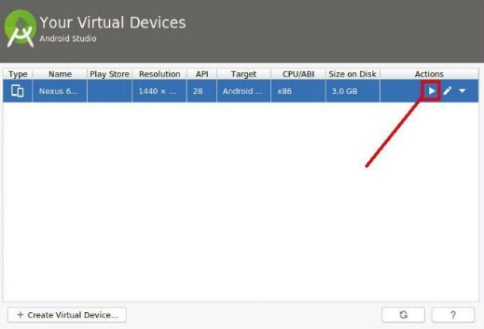 Your Virtual Devices
Android Studio
Type Name Play Store Resolution API Target CPU/ABI Size on Disk Actions
Nexus 6... 1440 × ... 28 Android ... x86 3,0 GB
+ Create Virtual Device... ?